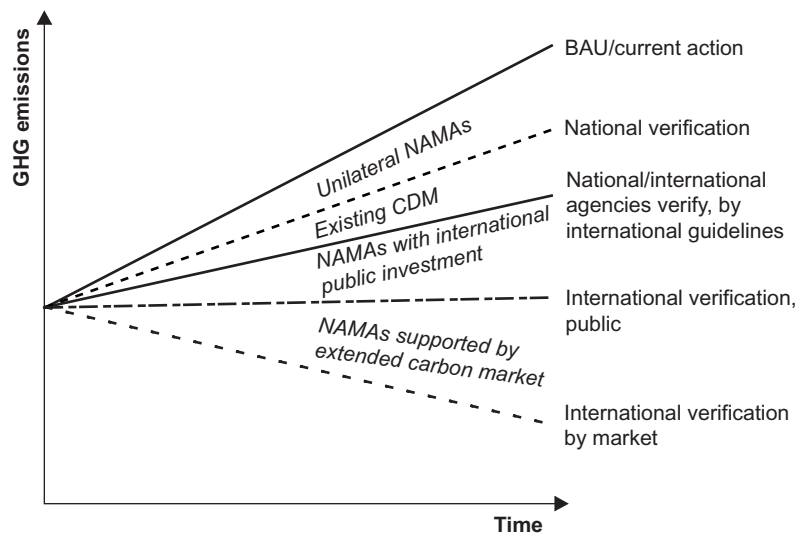 GHG emissions
BAU/current action
Unilateral NAMAs
National verification
Existing CDM
National/international
agencies verify, by
international guidelines
NAMAs with international
public investment
International verification,
public
NAMAs supported by
extended carbon market
International verification
by market
Time